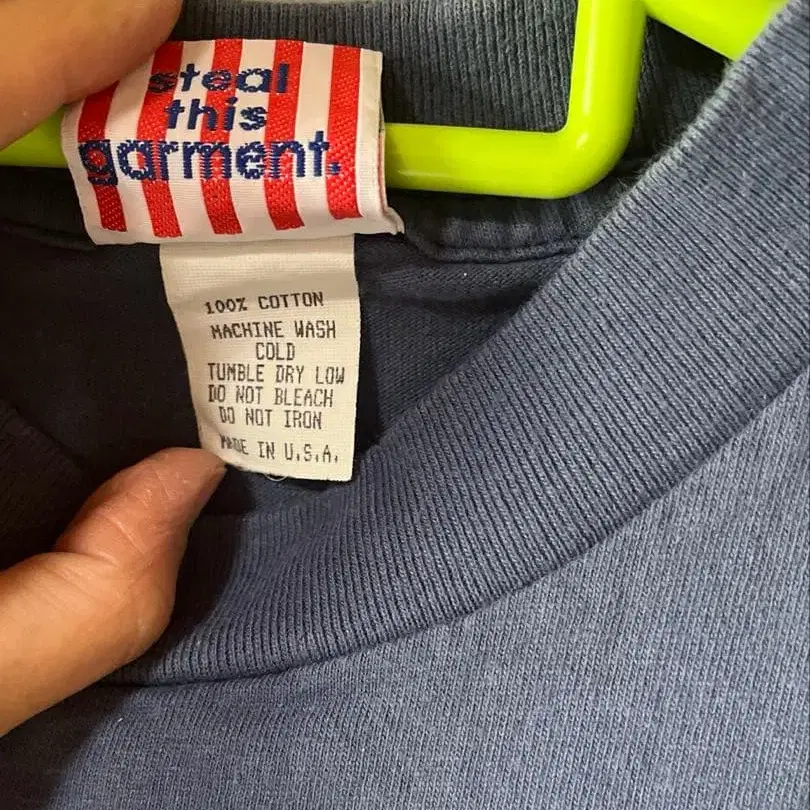 steal
this
garment.
100% COTTON
MACHINE WASH
COLD
TUMBLE DRY LOW
DO NOT BLEACH
DO NOT IRON
MADE IN U.S.A.